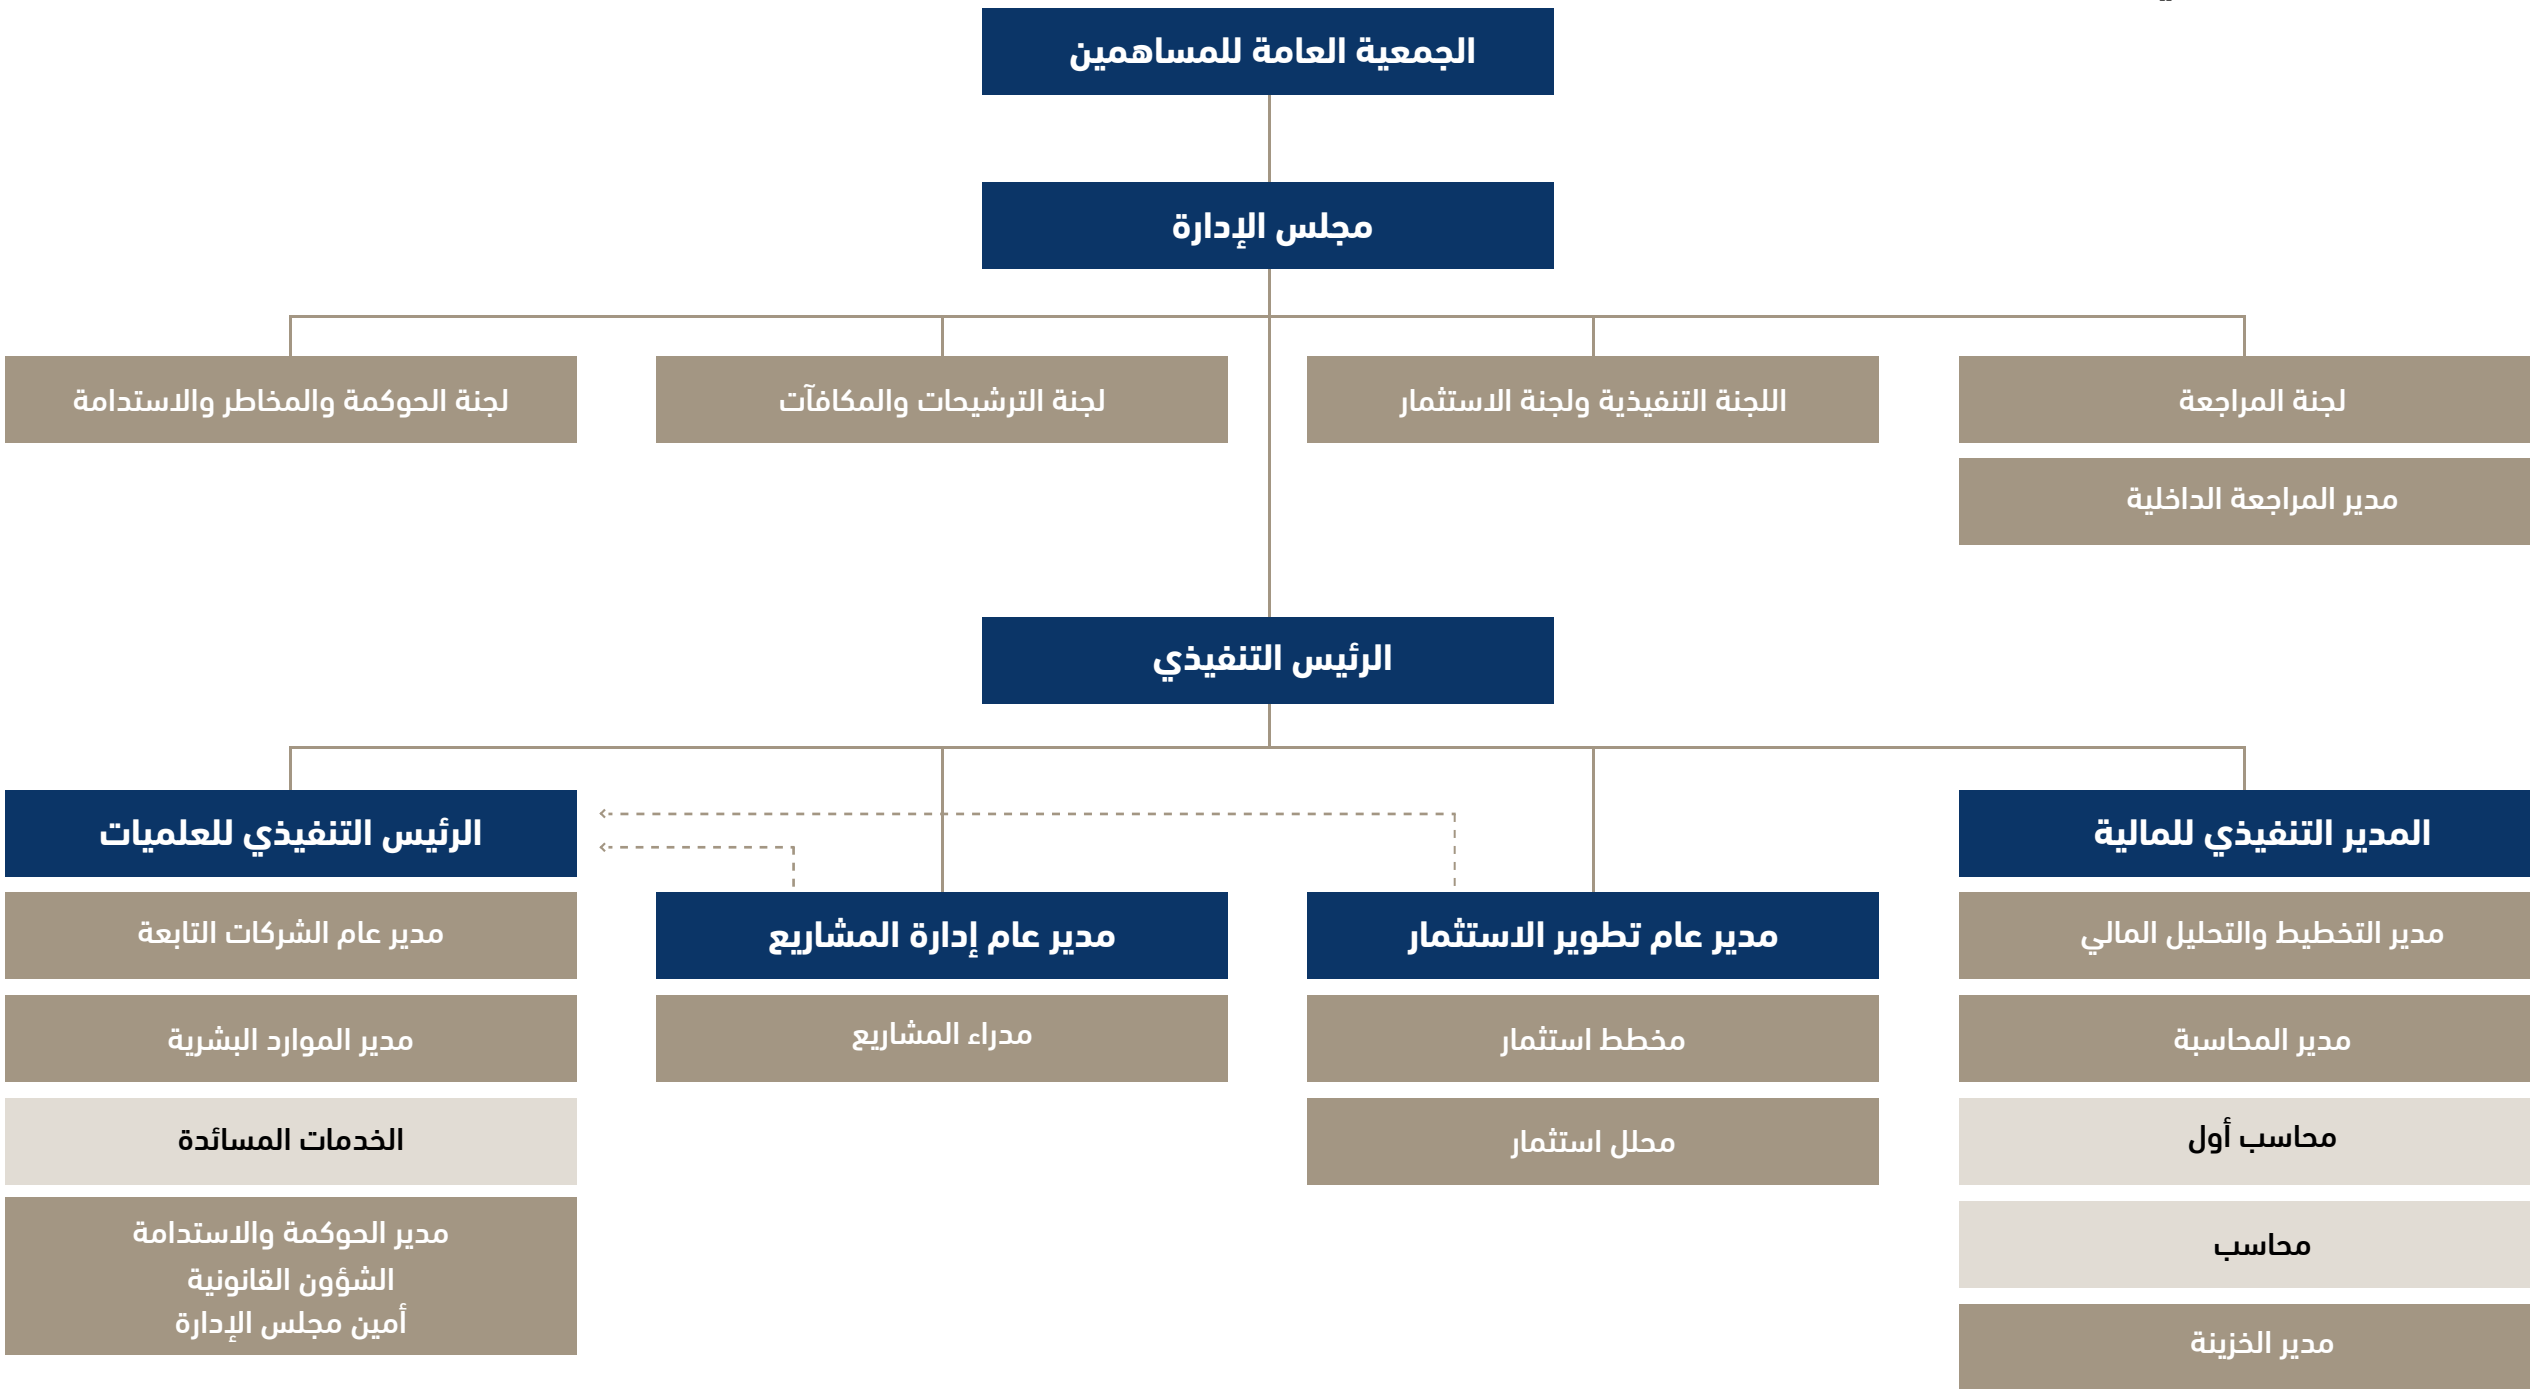 الجمعية العامة للمساهمين
مجلس الإدارة
لجنة المراجعة
اللجنة التنفيذية ولجنة الاستثمار
لجنة الترشيحات والمكافآت
لجنة الحوكمة والمخاطر والاستدامة
مدير المراجعة الداخلية
الرئيس التنفيذي
المدير التنفيذي للمالية
مدير التخطيط والتحليل المالي
مدير المحاسبة
محاسب أول
محاسب
مدير الخزينة
مدير عام تطوير الاستثمار
مخطط استثمار
محلل استثمار
مدير عام إدارة المشاريع
مدراء المشاريع
الرئيس التنفيذي للعلميات
مدير عام الشركات التابعة
مدير الموارد البشرية
الخدمات المسائدة
مدير الحوكمة والاستدامة
الشؤون القانونية
أمين مجلس الإدارة